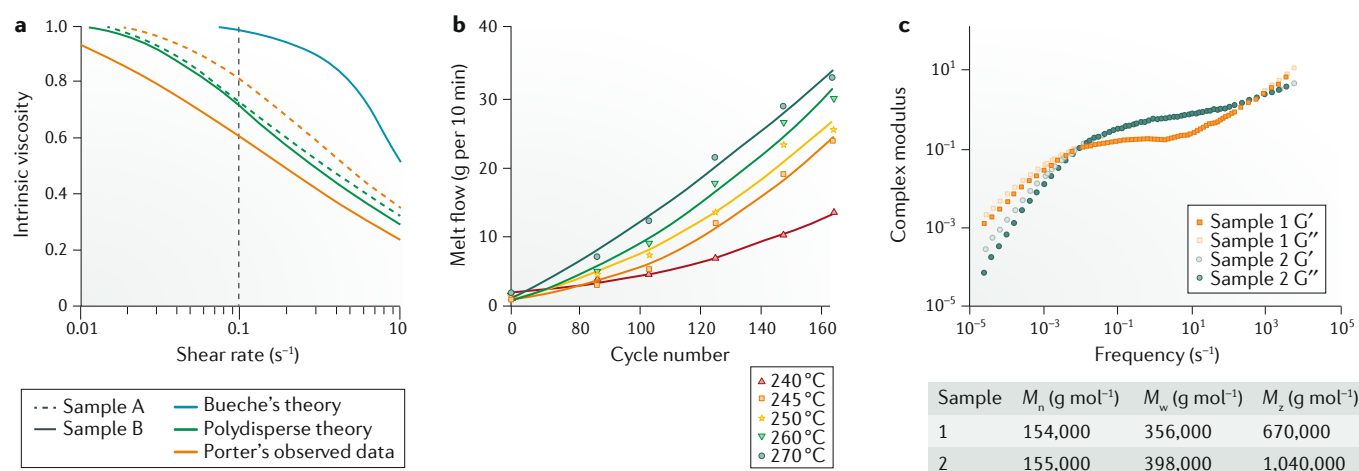 a
1.0
0.8
0.6
0.4
0.2
0
Intrinsic viscosity
0.01
0.1
10
Shear rate (s⁻¹)
Sample A
Sample B
Bueche's theory
Polydisperse theory
Porter's observed data
b
40
30
20
10
0
Melt flow (g per 10 min)
0
80
100
120
140
160
Cycle number
240 °C
245 °C
250 °C
260 °C
270 °C
c
10¹
10⁻¹
10⁻³
10⁻⁵
Complex modulus
10⁻⁵
10⁻³
10⁻¹
10¹
10³
10⁵
Frequency (s⁻¹)
Sample 1 G′
Sample 1 G′′
Sample 2 G′
Sample 2 G′′
Sample Mₙ (g mol⁻¹) M_w (g mol⁻¹) M_z (g mol⁻¹)
1 154,000 356,000 670,000
2 155,000 398,000 1,040,000